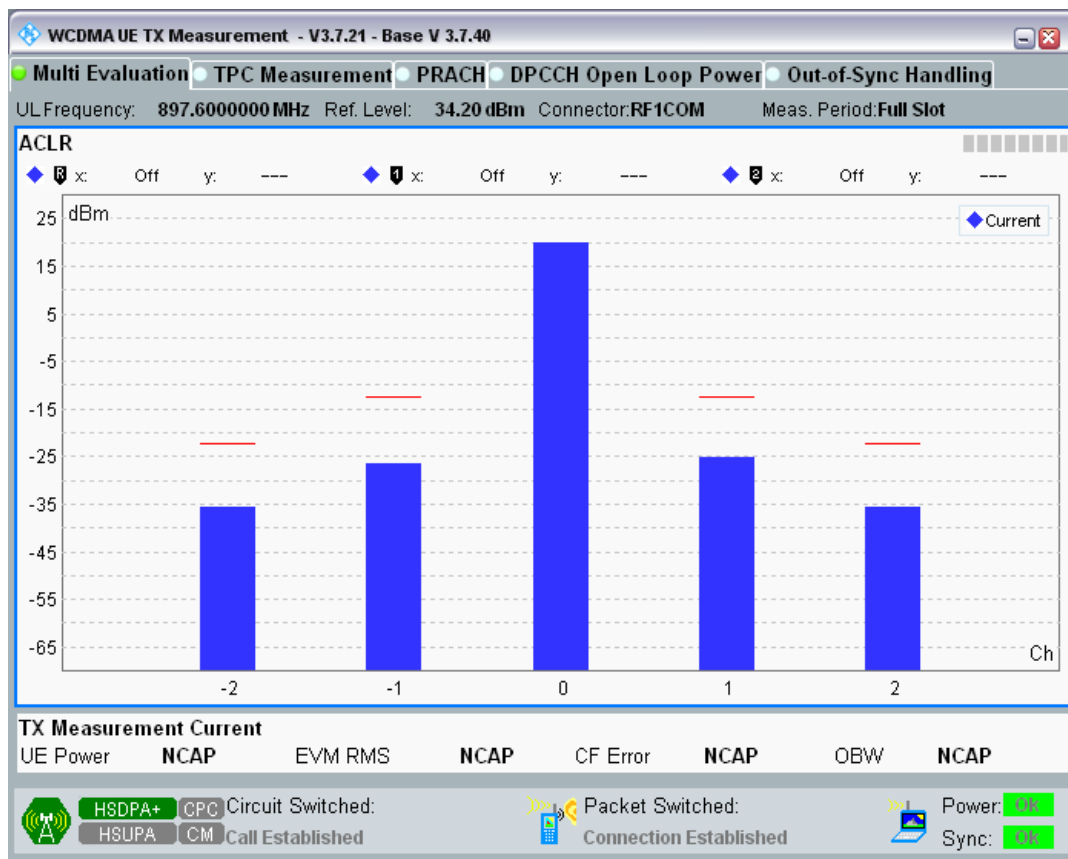 WCDMA UE TX Measurement - V3.7.21 - Base V 3.7.40
Multi Evaluation TPC Measurement PRACH DPCCH Open Loop Power Out-of-Sync Handling
UL Frequency: 897.6000000 MHz Ref. Level: 34.20 dBm Connector:RF1COM Meas. Period:Full Slot
ACLR
R x: Off y: --- 1 x: Off y: --- 2 x: Off y: ---
dBm
Current
25
15
5
-5
-15
-25
-35
-45
-55
-65
Ch
-2 -1 0 1 2
TX Measurement Current
UE Power NCAP EVM RMS NCAP CF Error NCAP OBW NCAP
HSDPA+ CPC Circuit Switched: Packet Switched: Power: OK
HSUPA CM Call Established Connection Established Sync: OK